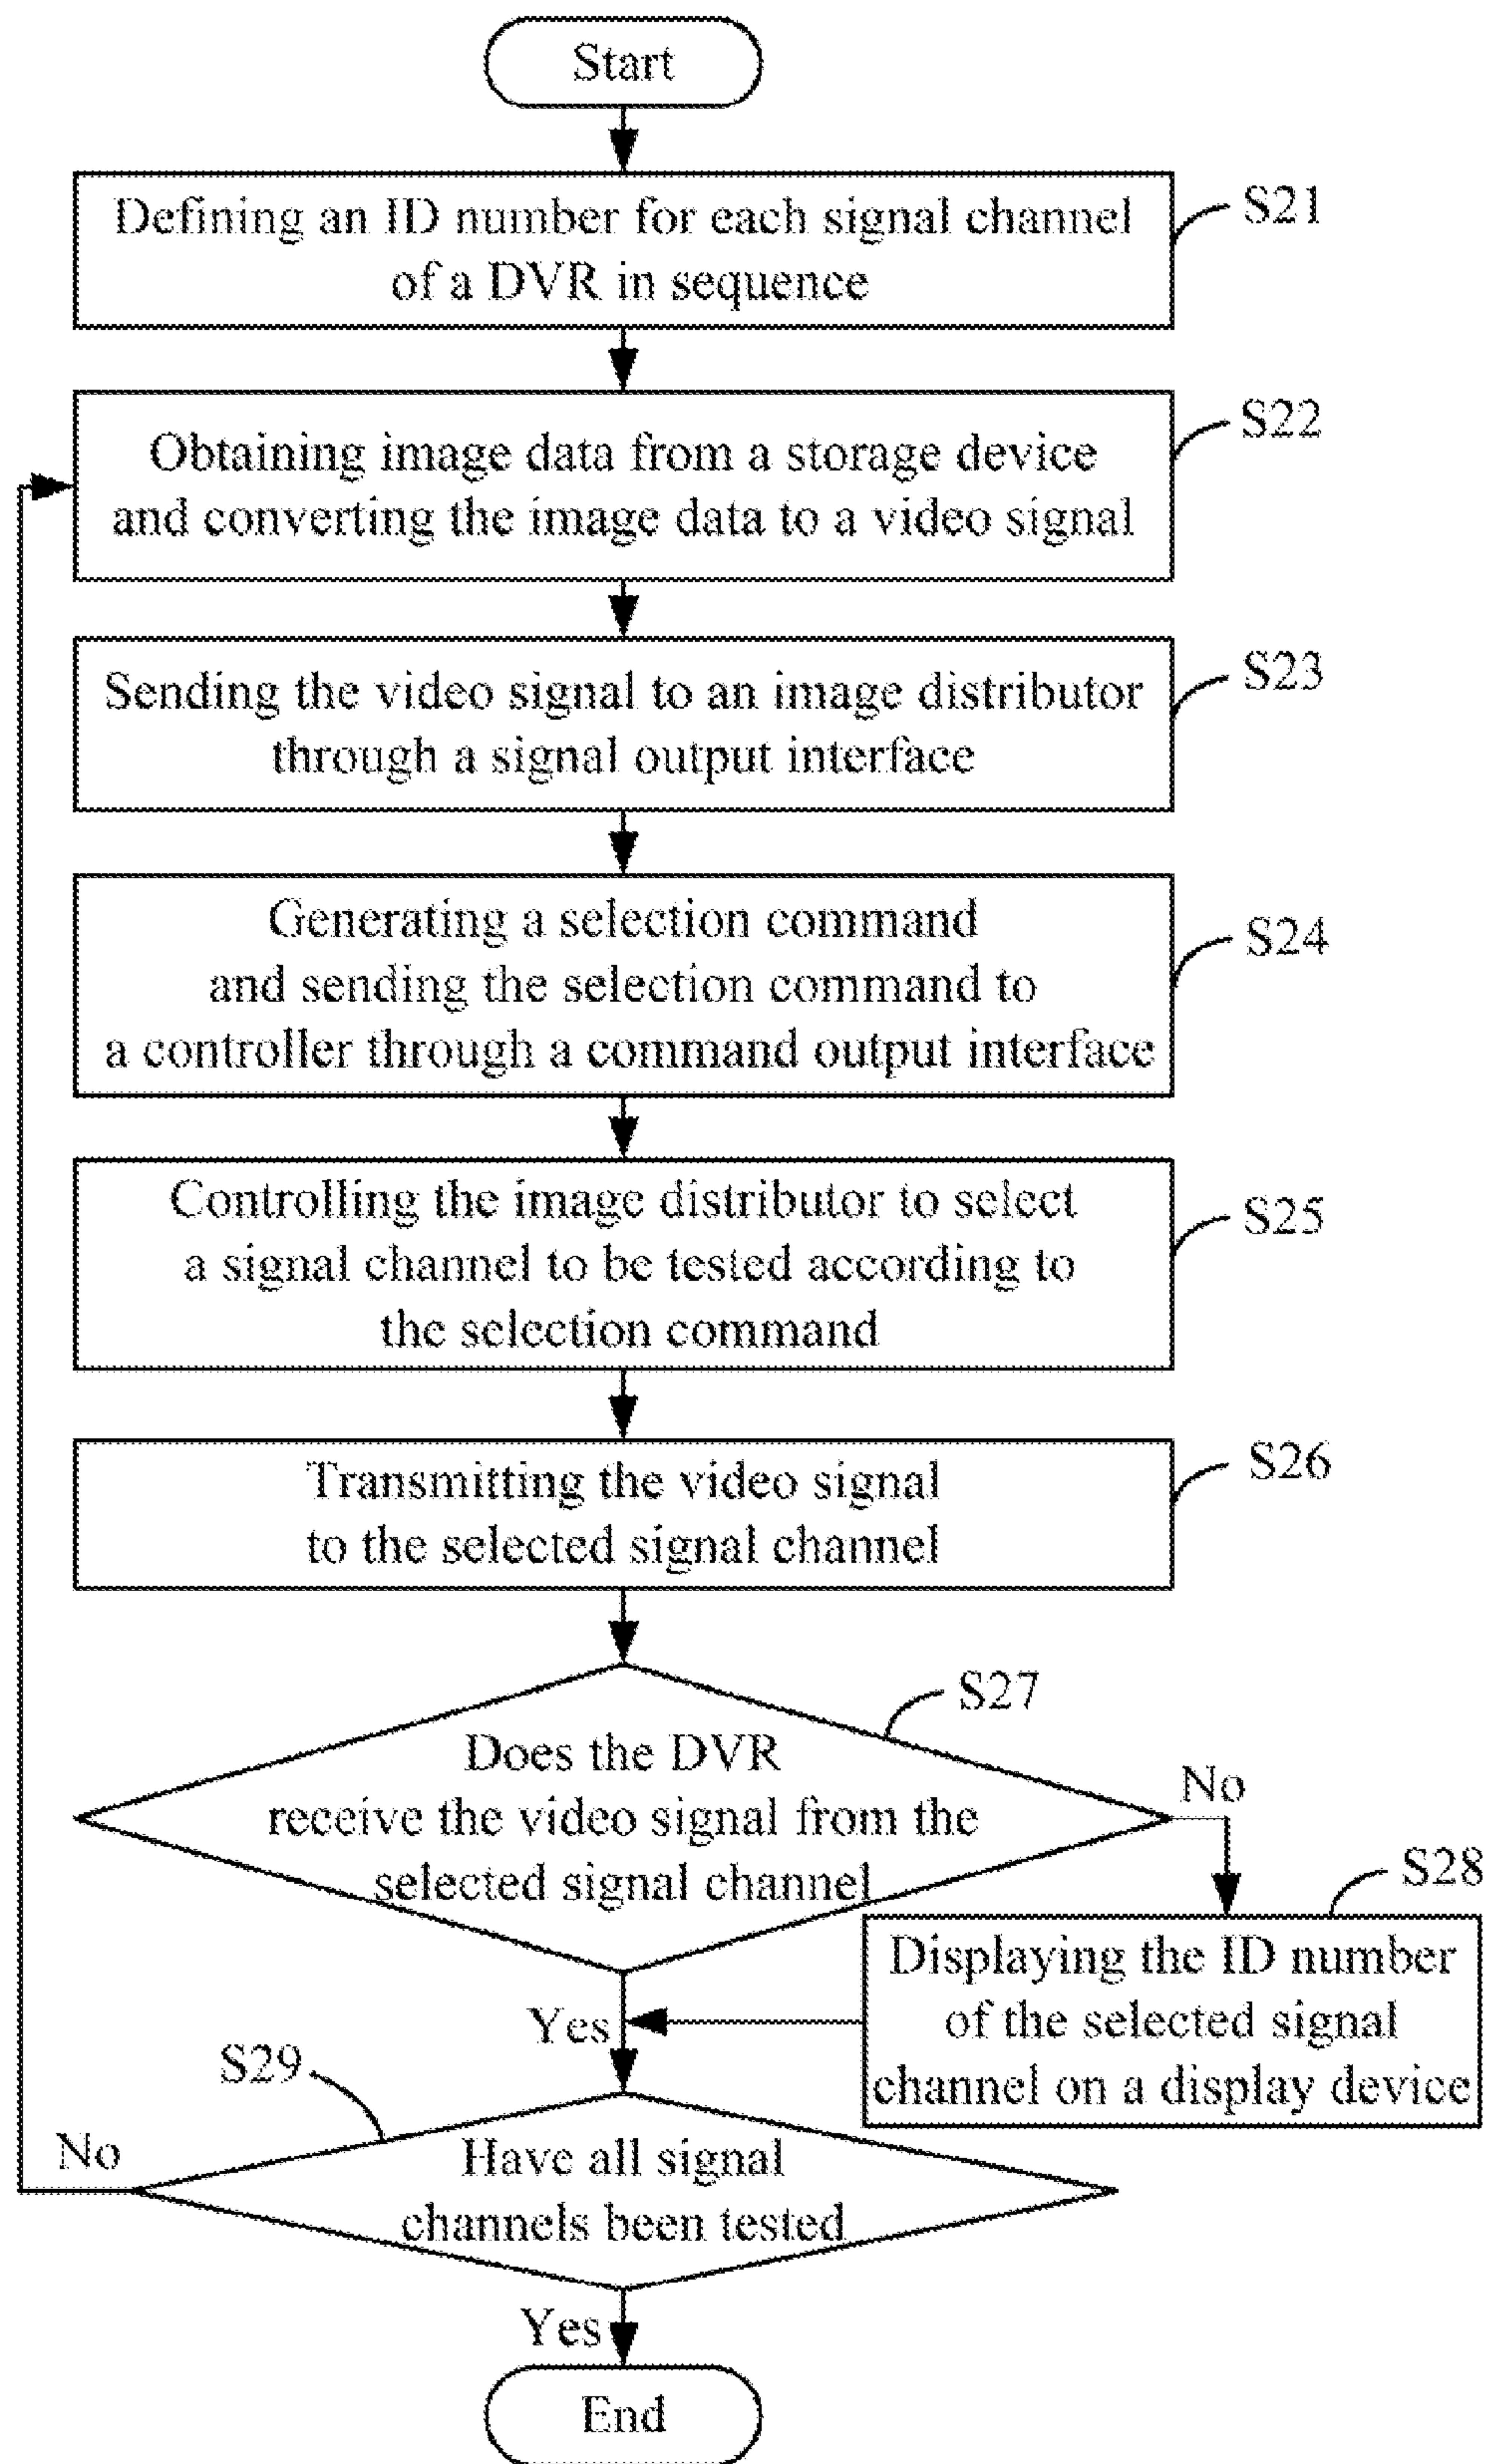 Start
Defining an ID number for each signal channel
of a DVR in sequence
S21
Obtaining image data from a storage device
and converting the image data to a video signal
S22
Sending the video signal to an image distributor
through a signal output interface
S23
Generating a selection command
and sending the selection command to
a controller through a command output interface
S24
Controlling the image distributor to select
a signal channel to be tested according to
the selection command
S25
Transmitting the video signal
to the selected signal channel
S26
Does the DVR
receive the video signal from the
selected signal channel
S27
No
S28
Displaying the ID number
of the selected signal
channel on a display device
Yes
S29
Have all signal
channels been tested
No
Yes
End